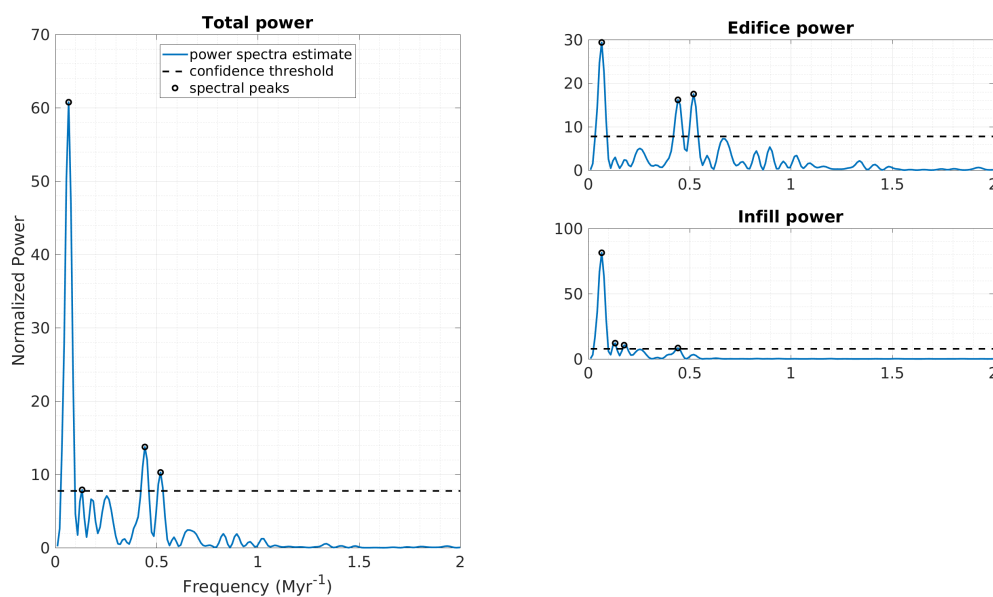 Total power
70
60
50
40
30
20
10
0
Normalized Power
power spectra estimate
confidence threshold
spectral peaks
0 0.5 1 1.5 2
Frequency (Myr-1)
Edifice power
30
20
10
0
0 0.5 1 1.5 2
Infill power
100
50
0
0 0.5 1 1.5 2